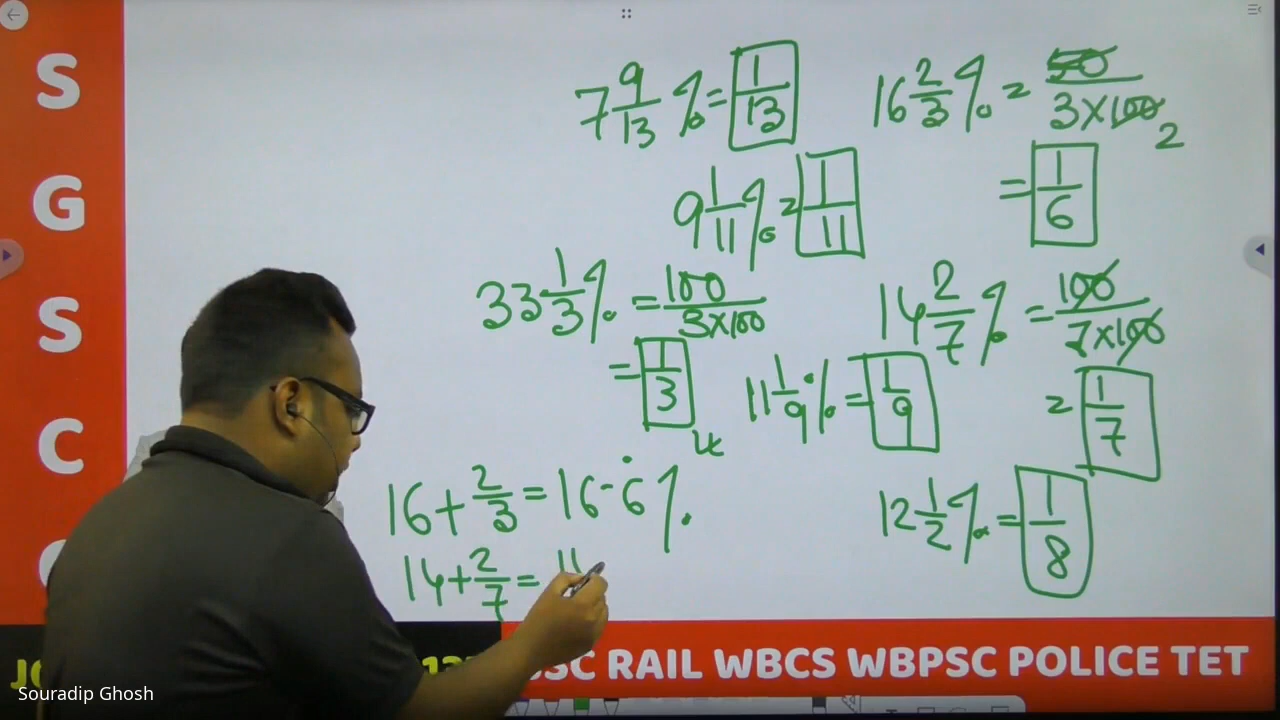 S
G
S
C
7 9/13 % = 1/13
16 2/3 % = 50/3×100 2
= 1/6
9 1/11 % = 1/11
33 1/3 % = 100/3×100
= 1/3
14 2/7 % = 100/7×100
= 1/7
11 1/9 % = 1/9
16 + 2/3 = 16.6̇ %
12 1/2 % = 1/8
14 + 2/7 =
RAIL WBCS WBPSC POLICE TET
Souradip Ghosh